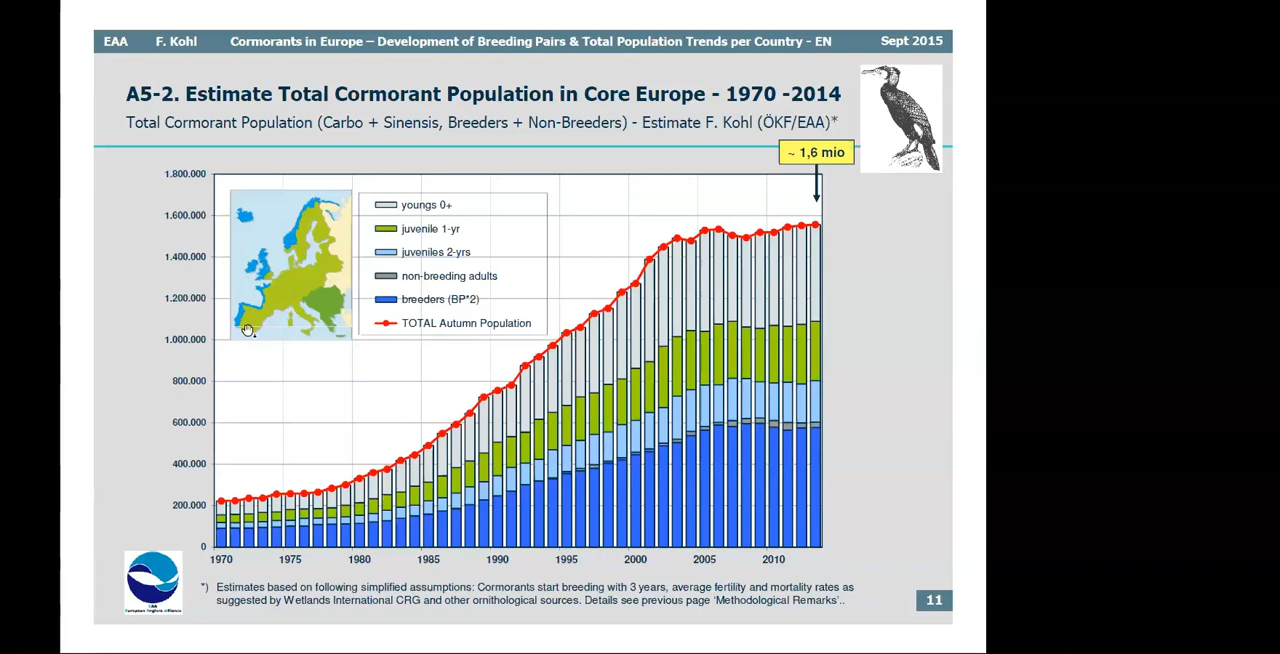 EAA F. Kohl Cormorants in Europe – Development of Breeding Pairs & Total Population Trends per Country - EN Sept 2015
A5-2. Estimate Total Cormorant Population in Core Europe - 1970 -2014
Total Cormorant Population (Carbo + Sinensis, Breeders + Non-Breeders) - Estimate F. Kohl (ÖKF/EAA)*
~ 1,6 mio
1.800.000
1.600.000
1.400.000
1.200.000
1.000.000
800.000
600.000
400.000
200.000
0
youngs 0+
juvenile 1-yr
juveniles 2-yrs
non-breeding adults
breeders (BP*2)
TOTAL Autumn Population
1970 1975 1980 1985 1990 1995 2000 2005 2010
*) Estimates based on following simplified assumptions: Cormorants start breeding with 3 years, average fertility and mortality rates as
suggested by Wetlands International CRG and other ornithological sources. Details see previous page 'Methodological Remarks'..
EAA
European Anglers Alliance
11